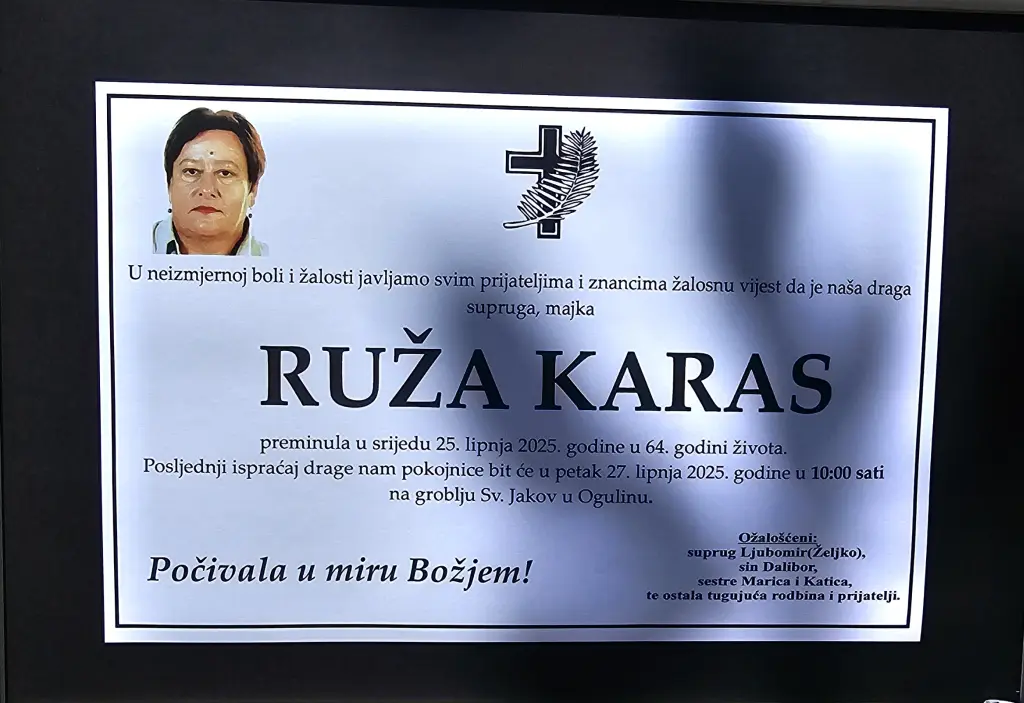 U neizmjernoj boli i žalosti javljamo svim prijateljima i znancima žalosnu vijest da je naša draga
supruga, majka
RUŽA KARAS
preminula u srijedu 25. lipnja 2025. godine u 64. godini života.
Posljednji ispraćaj drage nam pokojnice bit će u petak 27. lipnja 2025. godine u 10:00 sati
na groblju Sv. Jakov u Ogulinu.
Počivala u miru Božjem!
Ožalošćeni:
suprug Ljubomir(Željko),
sin Dalibor,
sestre Marica i Katica,
te ostala tugujuća rodbina i prijatelji.